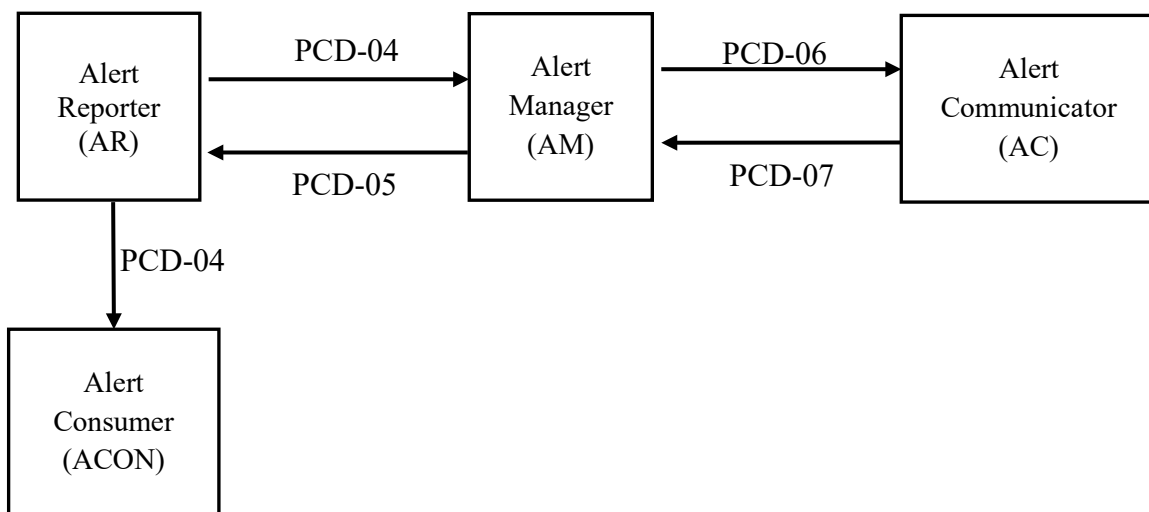 Alert
Reporter
(AR)
PCD-04
PCD-05
Alert
Manager
(AM)
PCD-06
PCD-07
Alert
Communicator
(AC)
PCD-04
Alert
Consumer
(ACON)